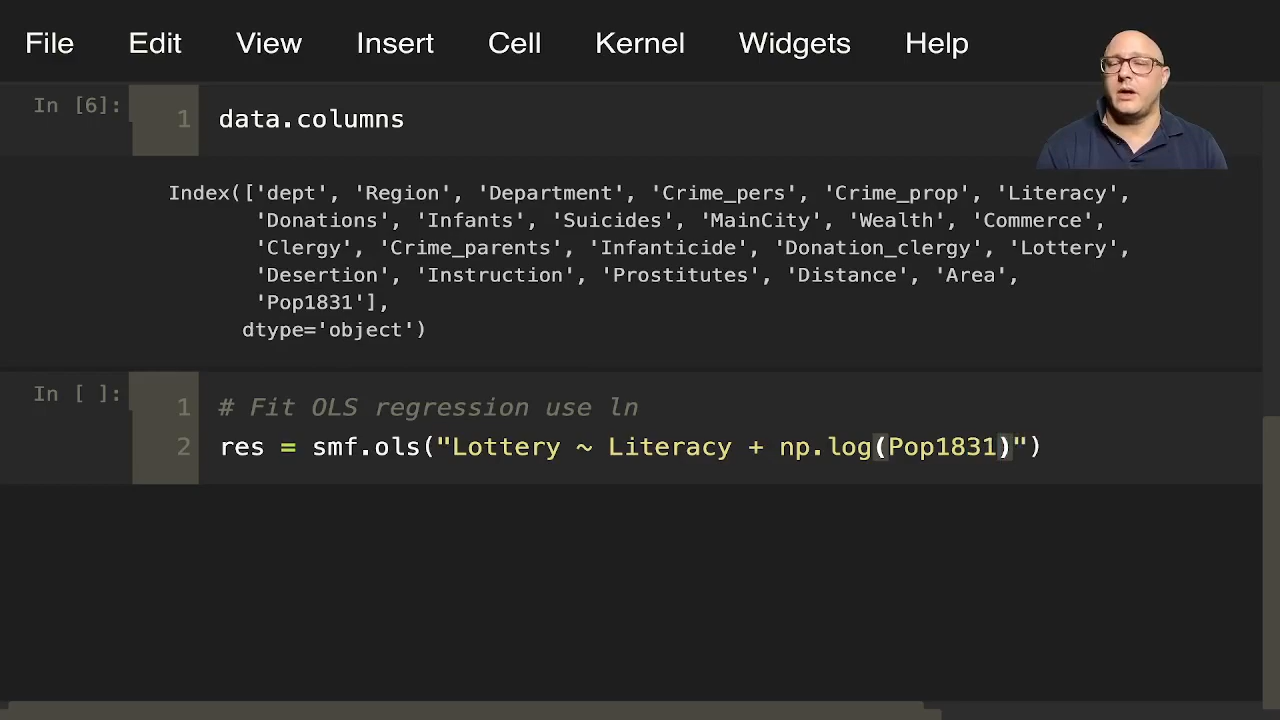 File Edit View Insert Cell Kernel Widgets Help
In [6]:
1 data.columns
Index(['dept', 'Region', 'Department', 'Crime_pers', 'Crime_prop', 'Literacy',
'Donations', 'Infants', 'Suicides', 'MainCity', 'Wealth', 'Commerce',
'Clergy', 'Crime_parents', 'Infanticide', 'Donation_clergy', 'Lottery',
'Desertion', 'Instruction', 'Prostitutes', 'Distance', 'Area',
'Pop1831'],
dtype='object')
In [ ]:
1 # Fit OLS regression use ln
2 res = smf.ols("Lottery ~ Literacy + np.log(Pop1831)")